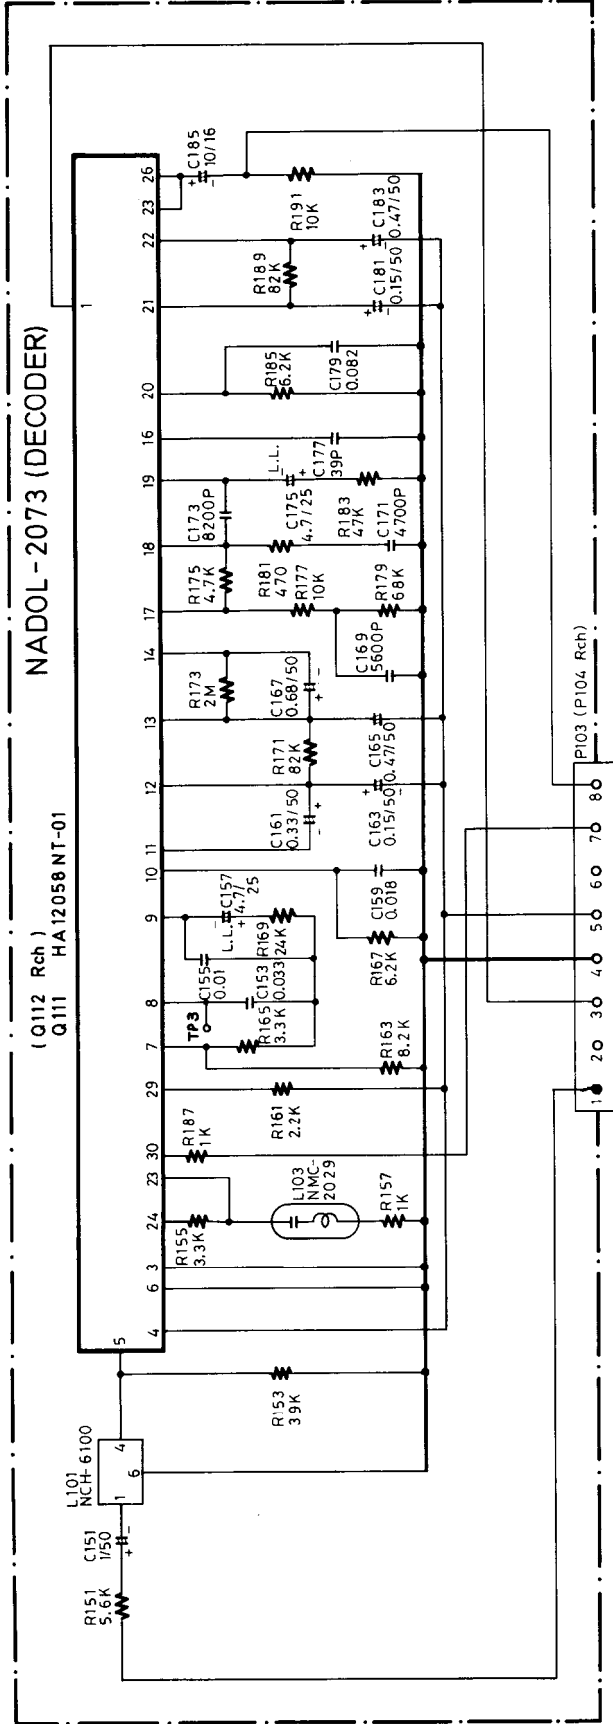 NADOL-2073 (DECODER)
(Q112 Rch)
Q111 HA12058NT-01
L101
NCH-6100
1
4
6
R151
5.6K
C151
1/50
+
-
5
4
6
3
24
23
30
29
7
8
9
10
11
12
13
14
17
18
19
16
20
21
22
23
26
1
R153
39K
R155
3.3K
R187
1K
L103
NMC-
2029
R157
1K
R161
2.2K
TP3
R165
3.3K
C153
0.033
C155
0.01
L.L.
C157
4.7/
25
+
-
R169
24K
R163
8.2K
R167
6.2K
C159
0.018
C161
0.33/50
-
+
R171
82K
C163
0.15/50
+
C165
0.47/50
R173
2M
C167
0.68/50
+
-
C169
5600P
R175
4.7K
C173
8200P
R181
470
R177
10K
R179
68K
C175
4.7/25
L.L.
-
+
R183
47K
C171
4700P
C177
39P
R185
6.2K
C179
0.082
R189
82K
C181
0.15/50
+
-
C183
0.47/50
+
-
R191
10K
C185
10/16
+
-
P103 (P104 Rch)
1
2
3
4
5
6
7
8